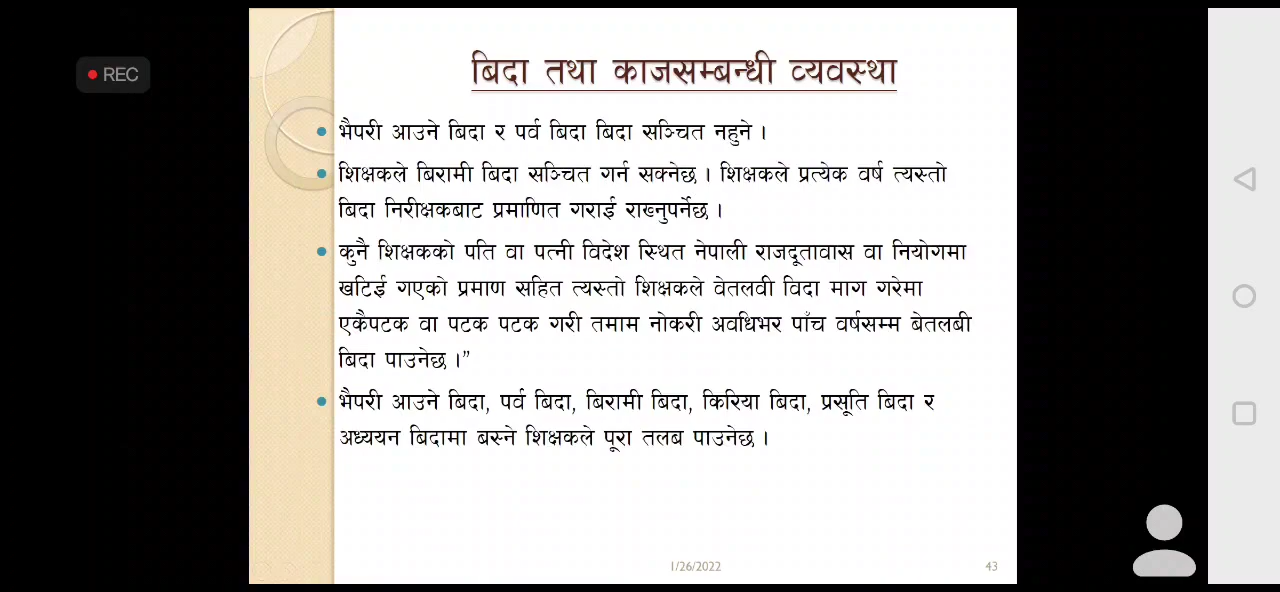 REC
बिदा तथा काजसम्बन्धी व्यवस्था
भैपरी आउने बिदा र पर्व बिदा बिदा सञ्चित नहुने ।
शिक्षकले बिरामी बिदा सञ्चित गर्न सक्नेछ । शिक्षकले प्रत्येक वर्ष त्यस्तो
बिदा निरीक्षकबाट प्रमाणित गराई राख्नुपर्नेछ ।
कुनै शिक्षकको पति वा पत्नी विदेश स्थित नेपाली राजदूतावास वा नियोगमा
खटिई गएको प्रमाण सहित त्यस्तो शिक्षकले वेतलवी विदा माग गरेमा
एकैपटक वा पटक पटक गरी तमाम नोकरी अवधिभर पाँच वर्षसम्म बेतलबी
बिदा पाउनेछ ।”
भैपरी आउने बिदा, पर्व बिदा, बिरामी बिदा, किरिया बिदा, प्रसूति बिदा र
अध्ययन बिदामा बस्ने शिक्षकले पूरा तलब पाउनेछ ।
1/26/2022
43